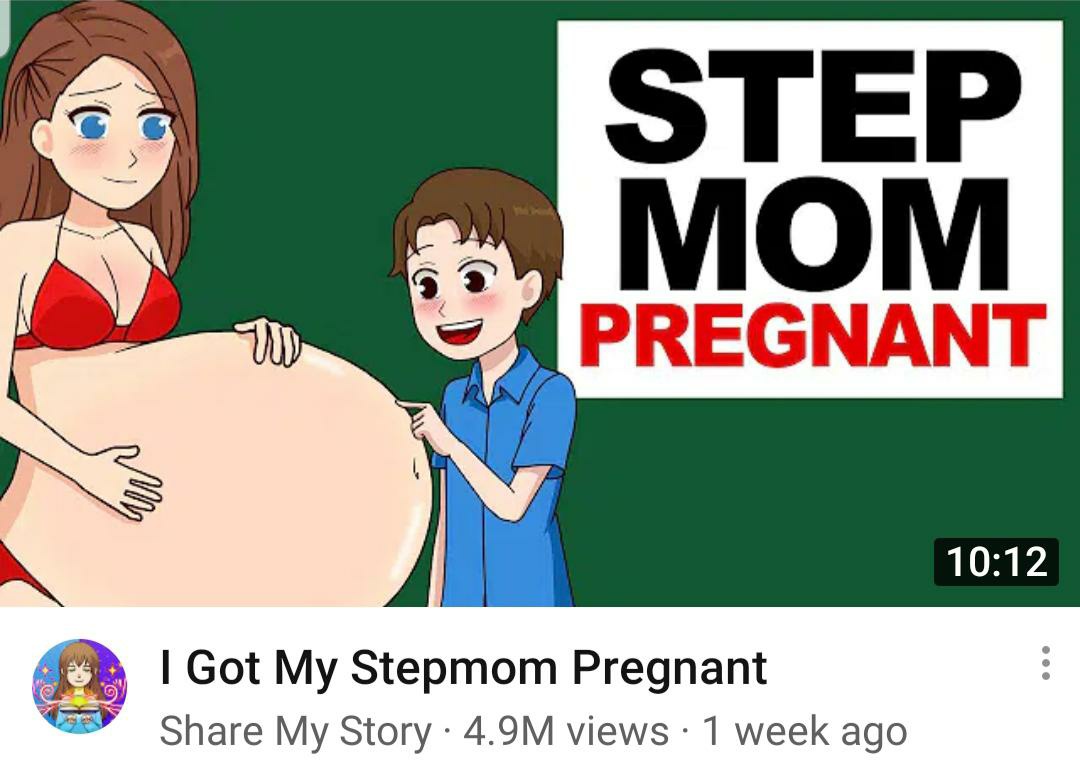 STEP
MOM
PREGNANT
10:12
I Got My Stepmom Pregnant
Share My Story · 4.9M views · 1 week ago